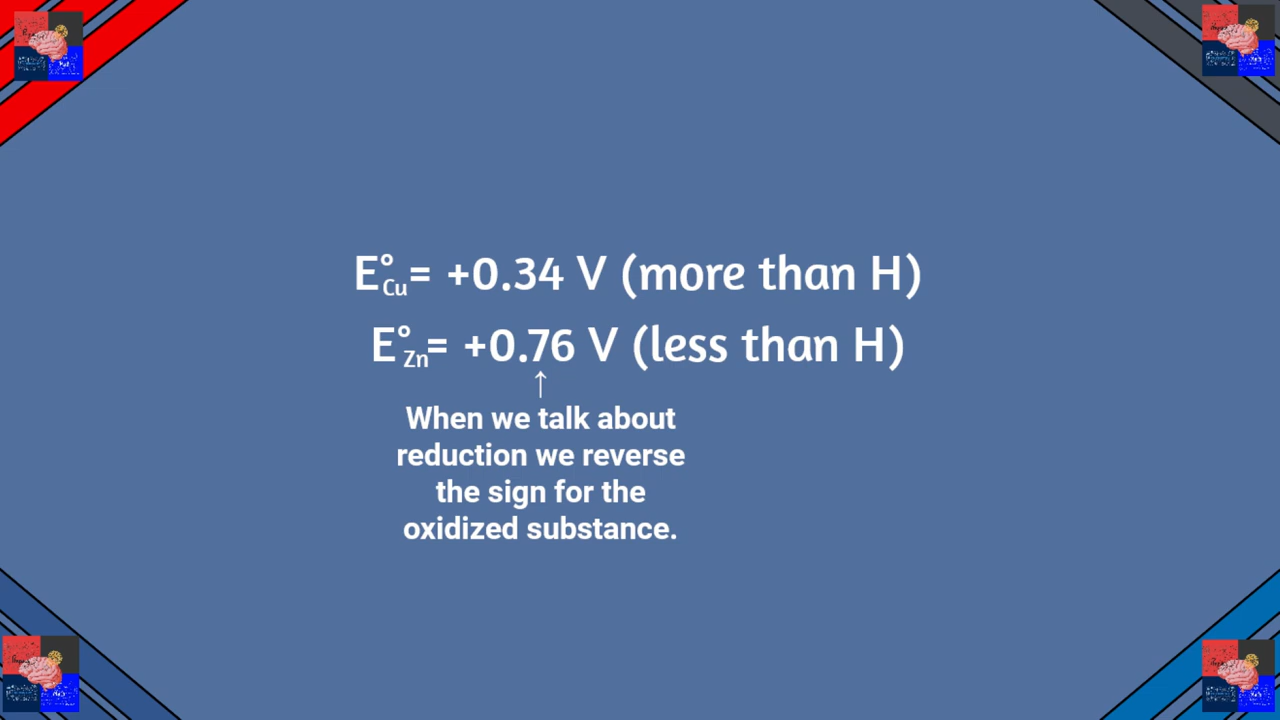 E°Cu= +0.34 V (more than H)
E°Zn= +0.76 V (less than H)
↑
When we talk about
reduction we reverse
the sign for the
oxidized substance.